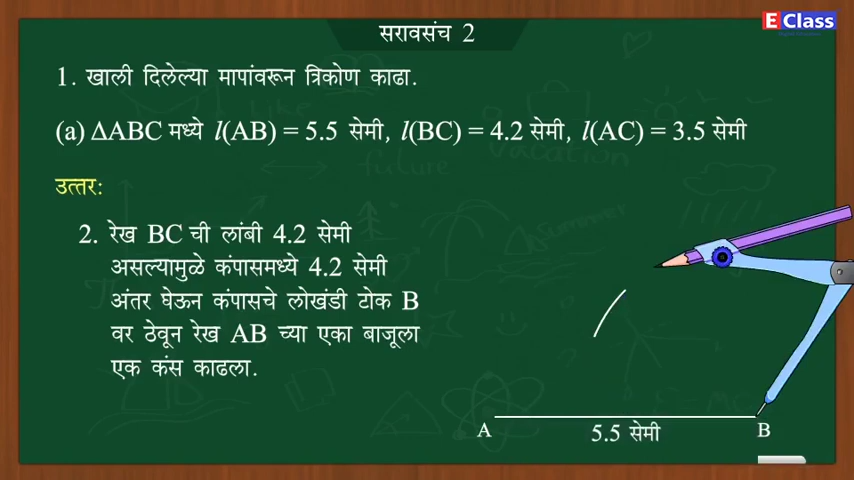 E Class
सरावसंच 2
1. खाली दिलेल्या मापांवरून त्रिकोण काढा.
(a) ΔABC मध्ये l(AB) = 5.5 सेमी, l(BC) = 4.2 सेमी, l(AC) = 3.5 सेमी
उत्तर:
2. रेख BC ची लांबी 4.2 सेमी
असल्यामुळे कंपासमध्ये 4.2 सेमी
अंतर घेऊन कंपासचे लोखंडी टोक B
वर ठेवून रेख AB च्या एका बाजूला
एक कंस काढला.
A
B
5.5 सेमी